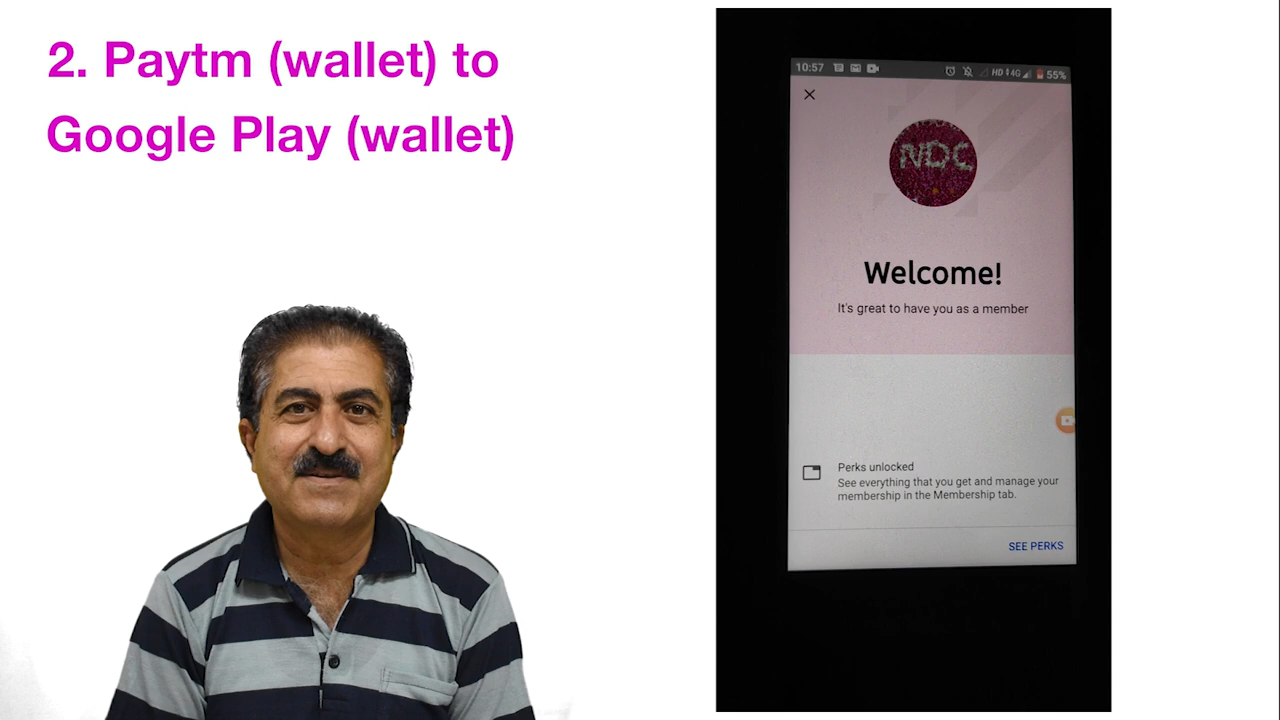 2. Paytm (wallet) to
Google Play (wallet)
10:57 HD 4G 55%
NDC
Welcome!
It's great to have you as a member
Perks unlocked
See everything that you get and manage your
membership in the Membership tab.
SEE PERKS